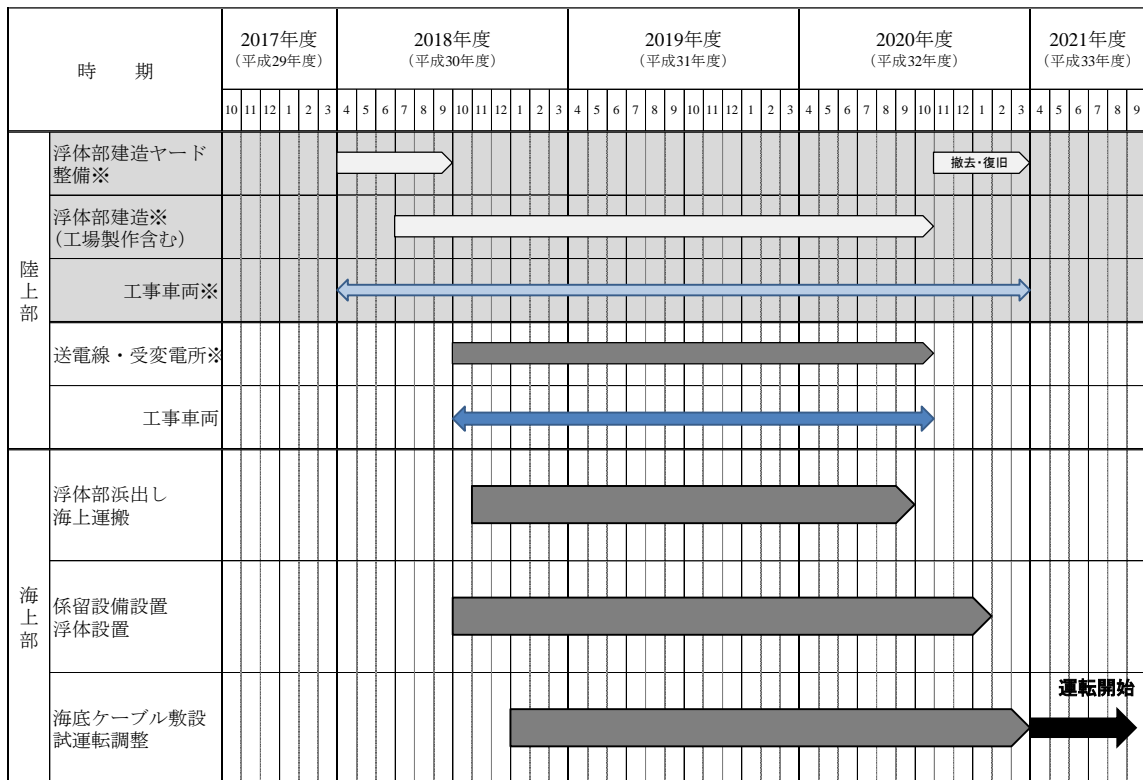 時　期
2017年度
(平成29年度)
2018年度
(平成30年度)
2019年度
(平成31年度)
2020年度
(平成32年度)
2021年度
(平成33年度)
10 11 12 1 2 3 4 5 6 7 8 9 10 11 12 1 2 3 4 5 6 7 8 9 10 11 12 1 2 3 4 5 6 7 8 9 10 11 12 1 2 3 4 5 6 7 8 9
陸上部
浮体部建造ヤード
整備※
撤去・復旧
浮体部建造※
(工場製作含む)
工事車両※
送電線・受変電所※
工事車両
海上部
浮体部浜出し
海上運搬
係留設備設置
浮体設置
海底ケーブル敷設
試運転調整
運転開始